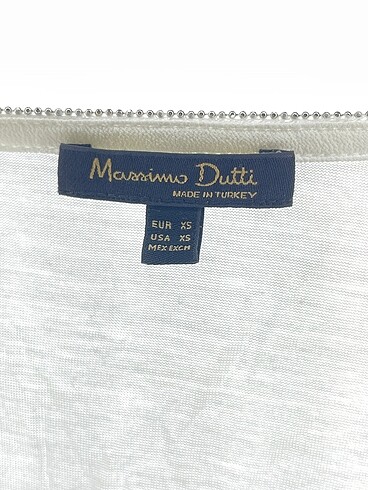 Massimo Dutti
MADE IN TURKEY
EUR XS
USA XS
MEX EXCH